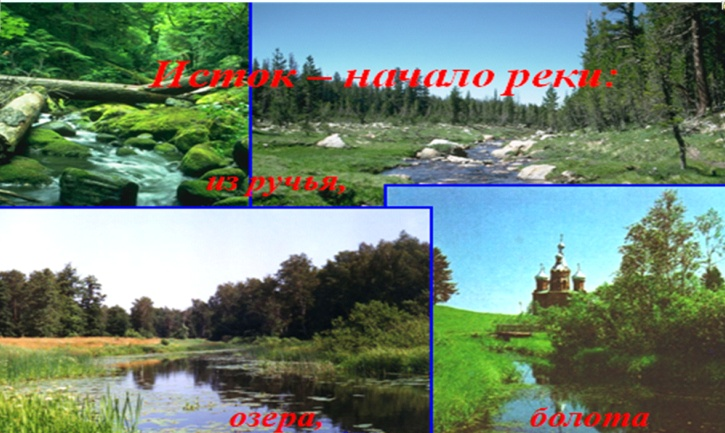 Исток – начало реки:
из ручья,
озера,
болота